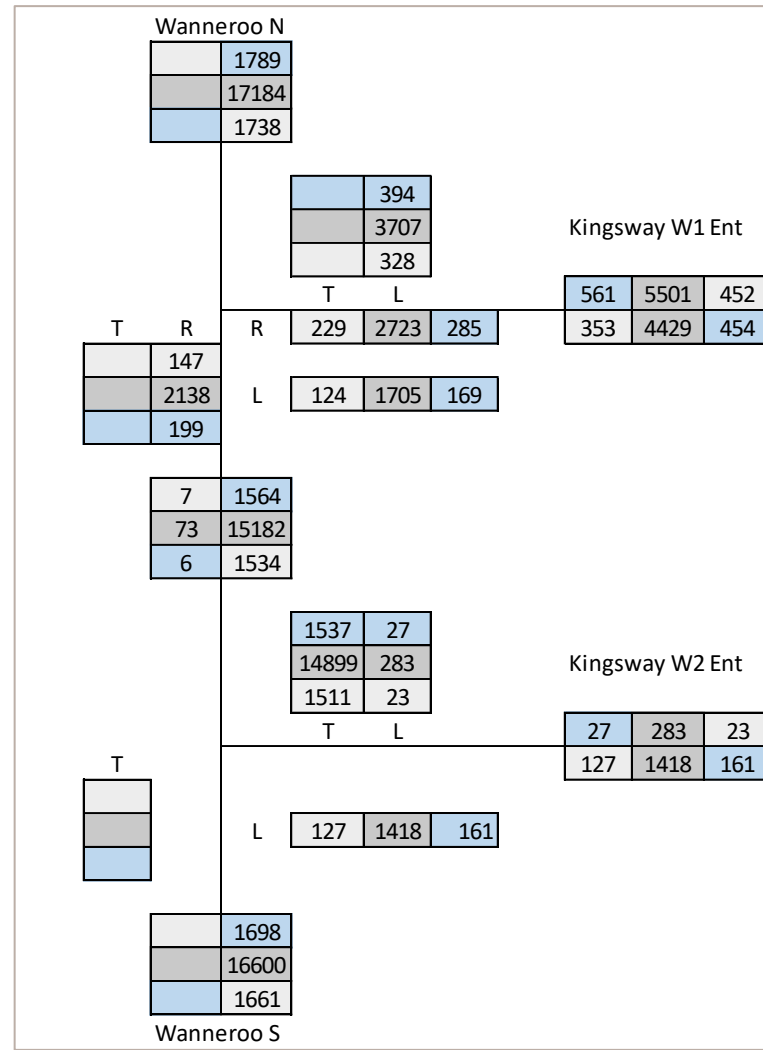 Wanneroo N
1789
17184
1738
394
3707
328
Kingsway W1 Ent
T L
561 5501 452
T R
R 229 2723 285
353 4429 454
147
2138
L 124 1705 169
199
7 1564
73 15182
6 1534
1537 27
14899 283
Kingsway W2 Ent
1511 23
T L
27 283 23
T
127 1418 161
L 127 1418 161
1698
16600
1661
Wanneroo S